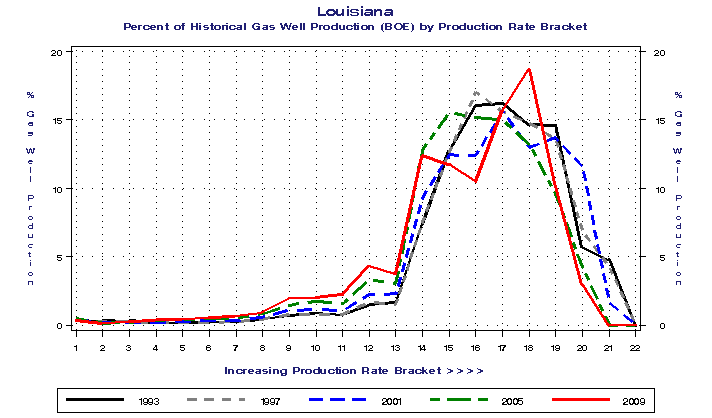 Louisiana
Percent of Historical Gas Well Production (BOE) by Production Rate Bracket
% Gas Well Production
20
15
10
5
0
20
15
10
5
0
% Gas Well Production
1 2 3 4 5 6 7 8 9 10 11 12 13 14 15 16 17 18 19 20 21 22
Increasing Production Rate Bracket >>>>
1993 1997 2001 2005 2009